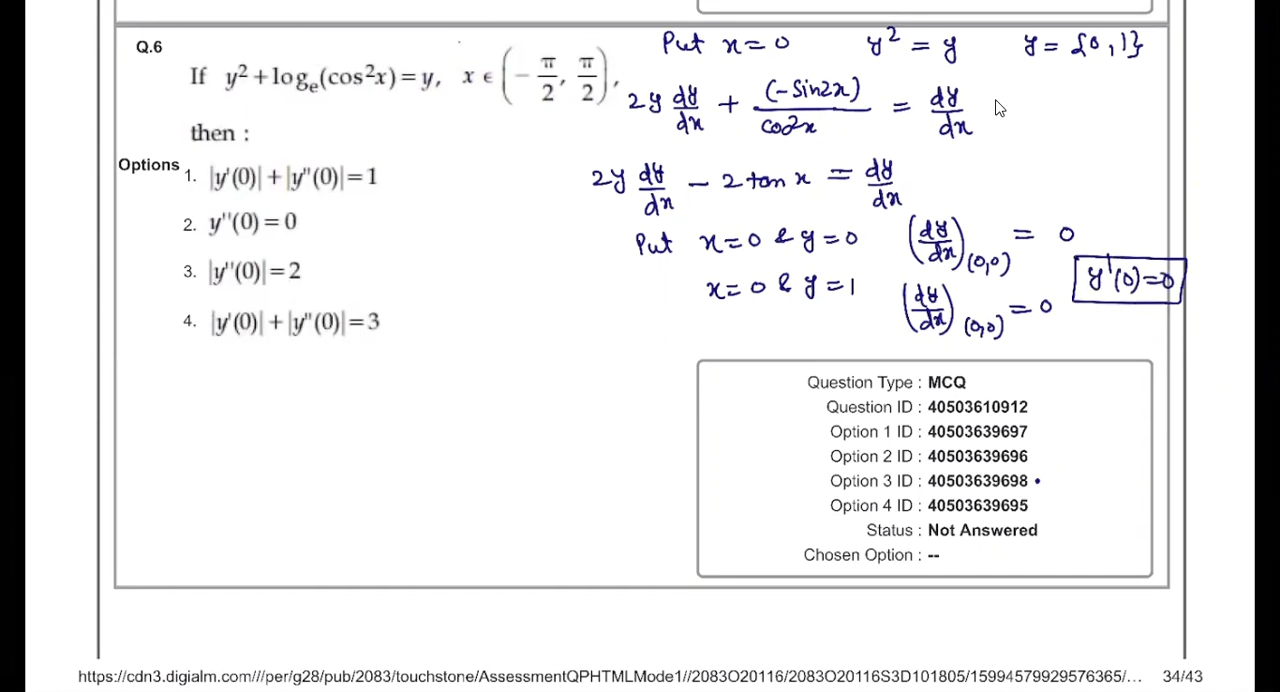 Q.6
If y² + logₑ(cos²x) = y, x ϵ (−π/2, π/2),
then :
Options 1. |y'(0)| + |y"(0)| = 1
2. y"(0) = 0
3. |y"(0)| = 2
4. |y'(0)| + |y"(0)| = 3
Put x=0 y² = y y = {0,1}
2y dy/dx + (-sin2x)/cos²x = dy/dx
2y dy/dx - 2 tan x = dy/dx
Put x=0 & y=0 (dy/dx)(0,0) = 0
x=0 & y=1 (dy/dx)(0,0) = 0
y'(0)=0
Question Type : MCQ
Question ID : 40503610912
Option 1 ID : 40503639697
Option 2 ID : 40503639696
Option 3 ID : 40503639698
Option 4 ID : 40503639695
Status : Not Answered
Chosen Option : --
https://cdn3.digialm.com///per/g28/pub/2083/touchstone/AssessmentQPHTMLMode1//2083O20116/2083O20116S3D101805/15994579929576365/... 34/43